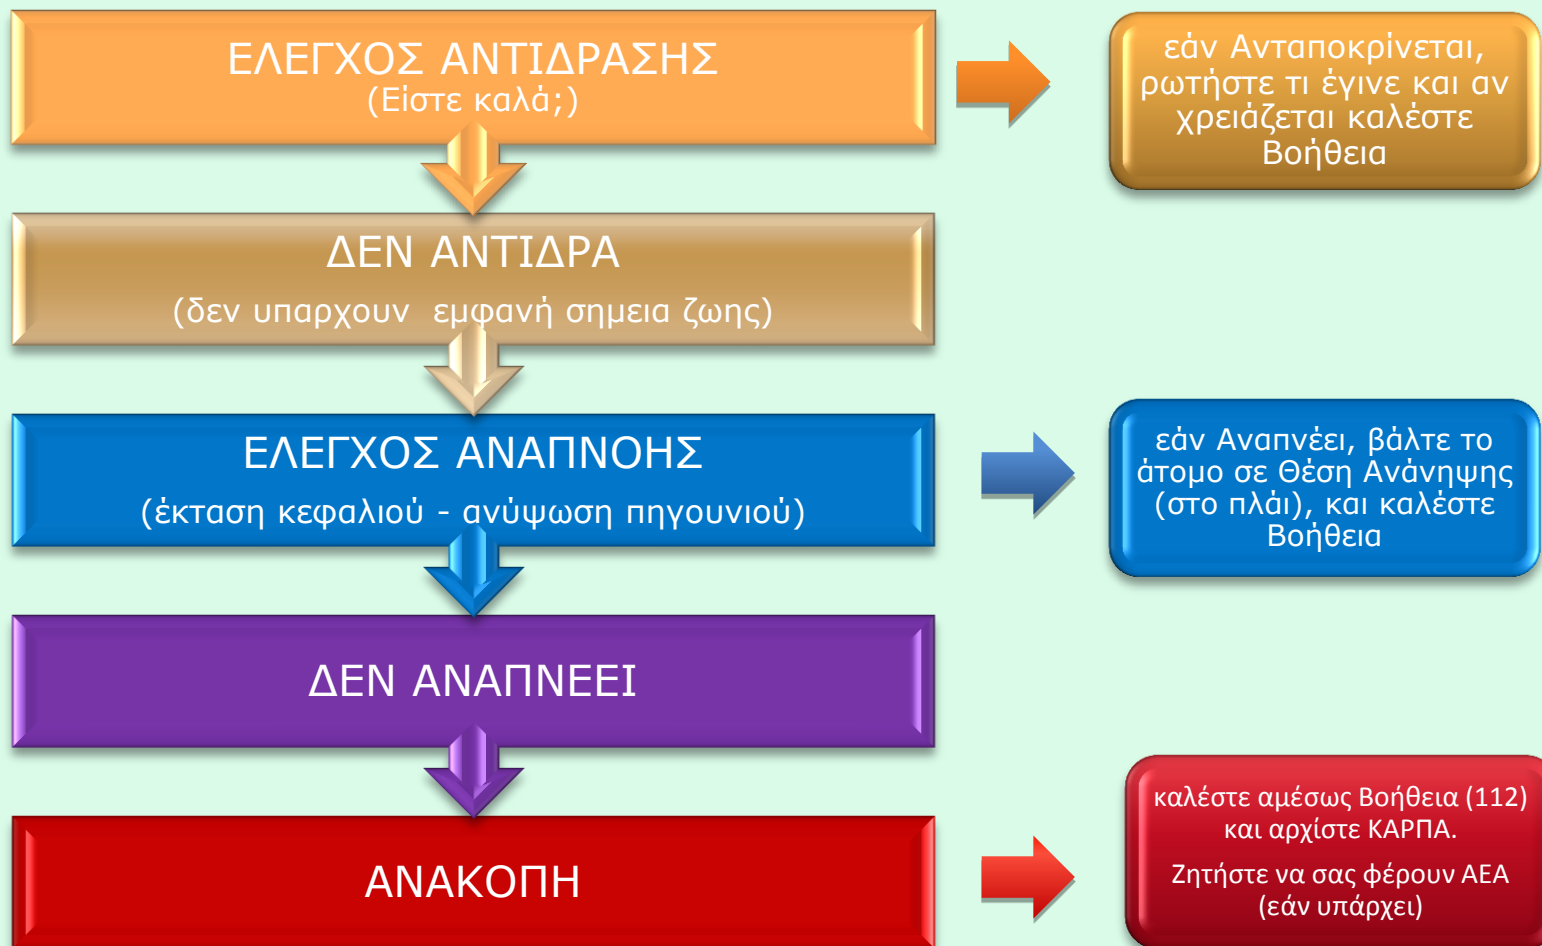 ΕΛΕΓΧΟΣ ΑΝΤΙΔΡΑΣΗΣ
(Είστε καλά;)
εάν Ανταποκρίνεται,
ρωτήστε τι έγινε και αν
χρειάζεται καλέστε
Βοήθεια
ΔΕΝ ΑΝΤΙΔΡΑ
(δεν υπαρχουν εμφανή σημεια ζωης)
ΕΛΕΓΧΟΣ ΑΝΑΠΝΟΗΣ
(έκταση κεφαλιού - ανύψωση πηγουνιού)
εάν Αναπνέέι, βάλτε το
άτομο σε Θέση Ανάνηψης
(στο πλάι), και καλέστε
Βοήθεια
ΔΕΝ ΑΝΑΠΝΕΕΙ
ΑΝΑΚΟΠΗ
καλέστε αμέσως Βοήθεια (112)
και αρχίστε ΚΑΡΠΑ.
Ζητήστε να σας φέρουν ΑΕΑ
(εάν υπάρχει)